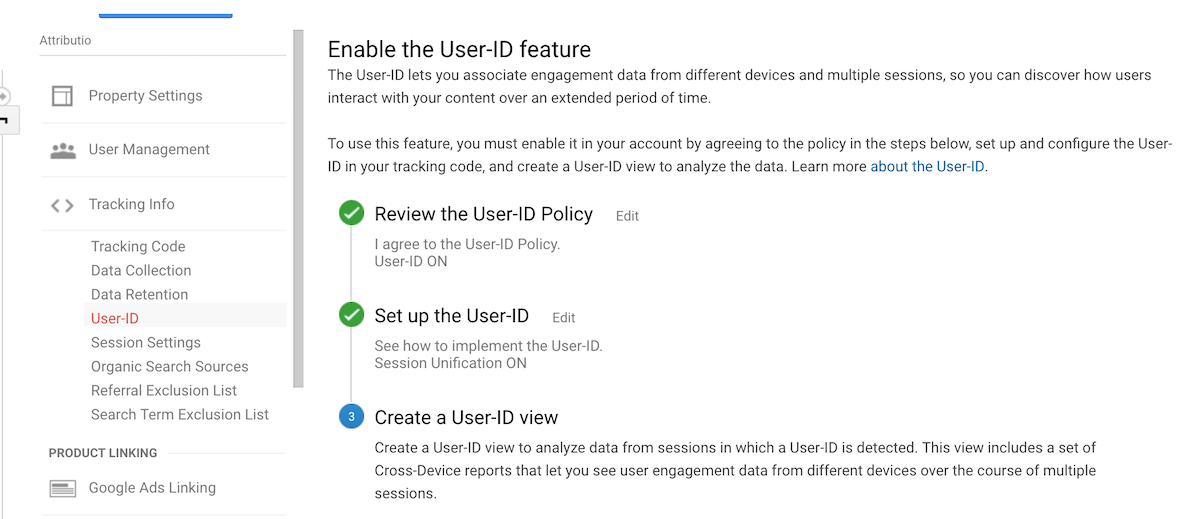 Attributio
Property Settings
User Management
Tracking Info
Tracking Code
Data Collection
Data Retention
User-ID
Session Settings
Organic Search Sources
Referral Exclusion List
Search Term Exclusion List
PRODUCT LINKING
Google Ads Linking
Enable the User-ID feature
The User-ID lets you associate engagement data from different devices and multiple sessions, so you can discover how users
interact with your content over an extended period of time.
To use this feature, you must enable it in your account by agreeing to the policy in the steps below, set up and configure the User-
ID in your tracking code, and create a User-ID view to analyze the data. Learn more about the User-ID.
Review the User-ID Policy Edit
I agree to the User-ID Policy.
User-ID ON
Set up the User-ID Edit
See how to implement the User-ID.
Session Unification ON
3 Create a User-ID view
Create a User-ID view to analyze data from sessions in which a User-ID is detected. This view includes a set of
Cross-Device reports that let you see user engagement data from different devices over the course of multiple
sessions.